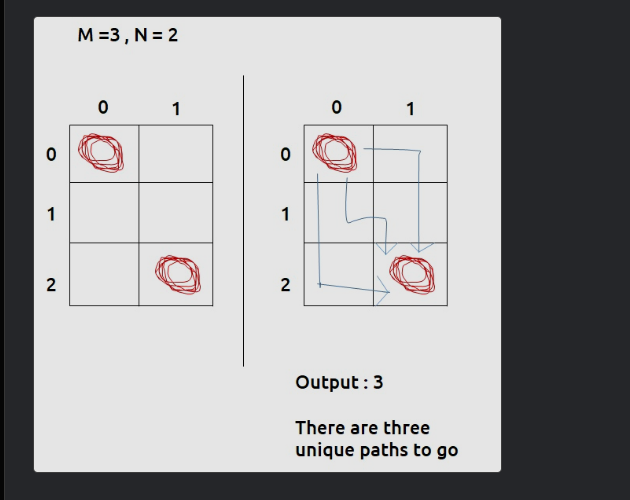 M =3 , N = 2
0 1
0 1
0
0
1
1
2
2
Output : 3
There are three
unique paths to go